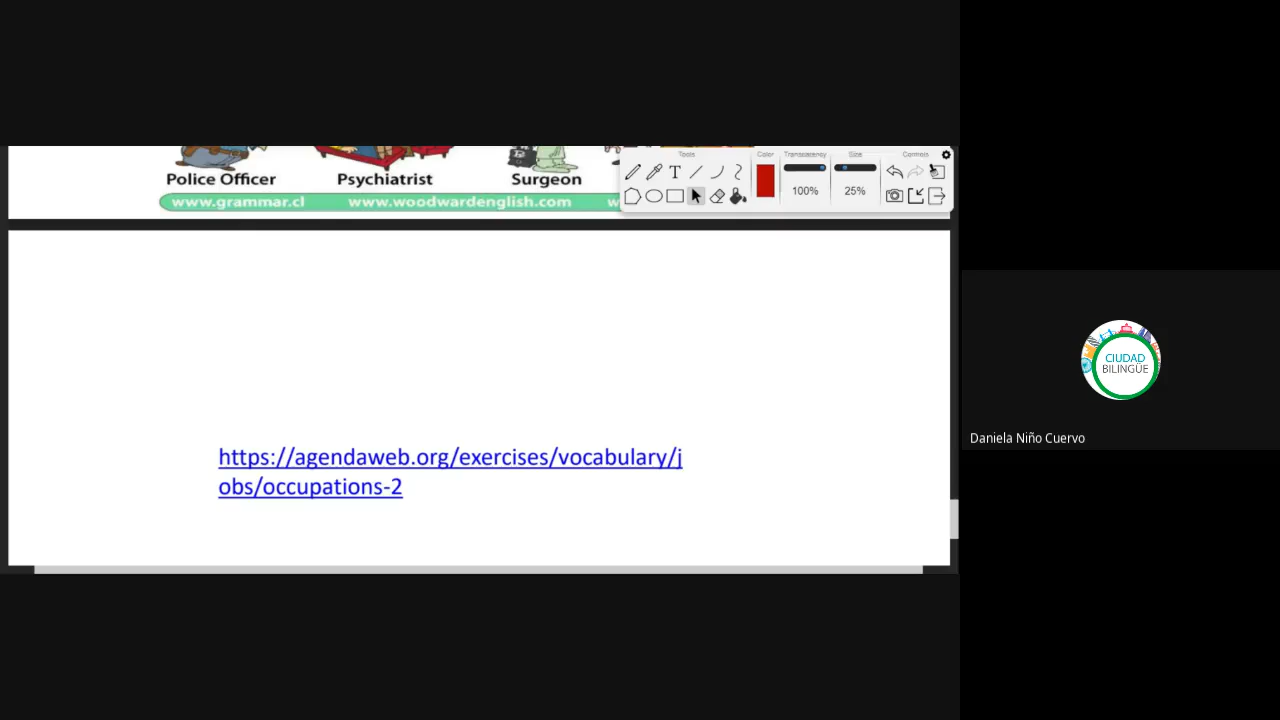 Police Officer Psychiatrist Surgeon
www.grammar.cl www.woodwardenglish.com w
Tools Color Transparency Size Controls
T
100% 25%
https://agendaweb.org/exercises/vocabulary/j
obs/occupations-2
CIUDAD
BILINGÜE
Daniela Niño Cuervo